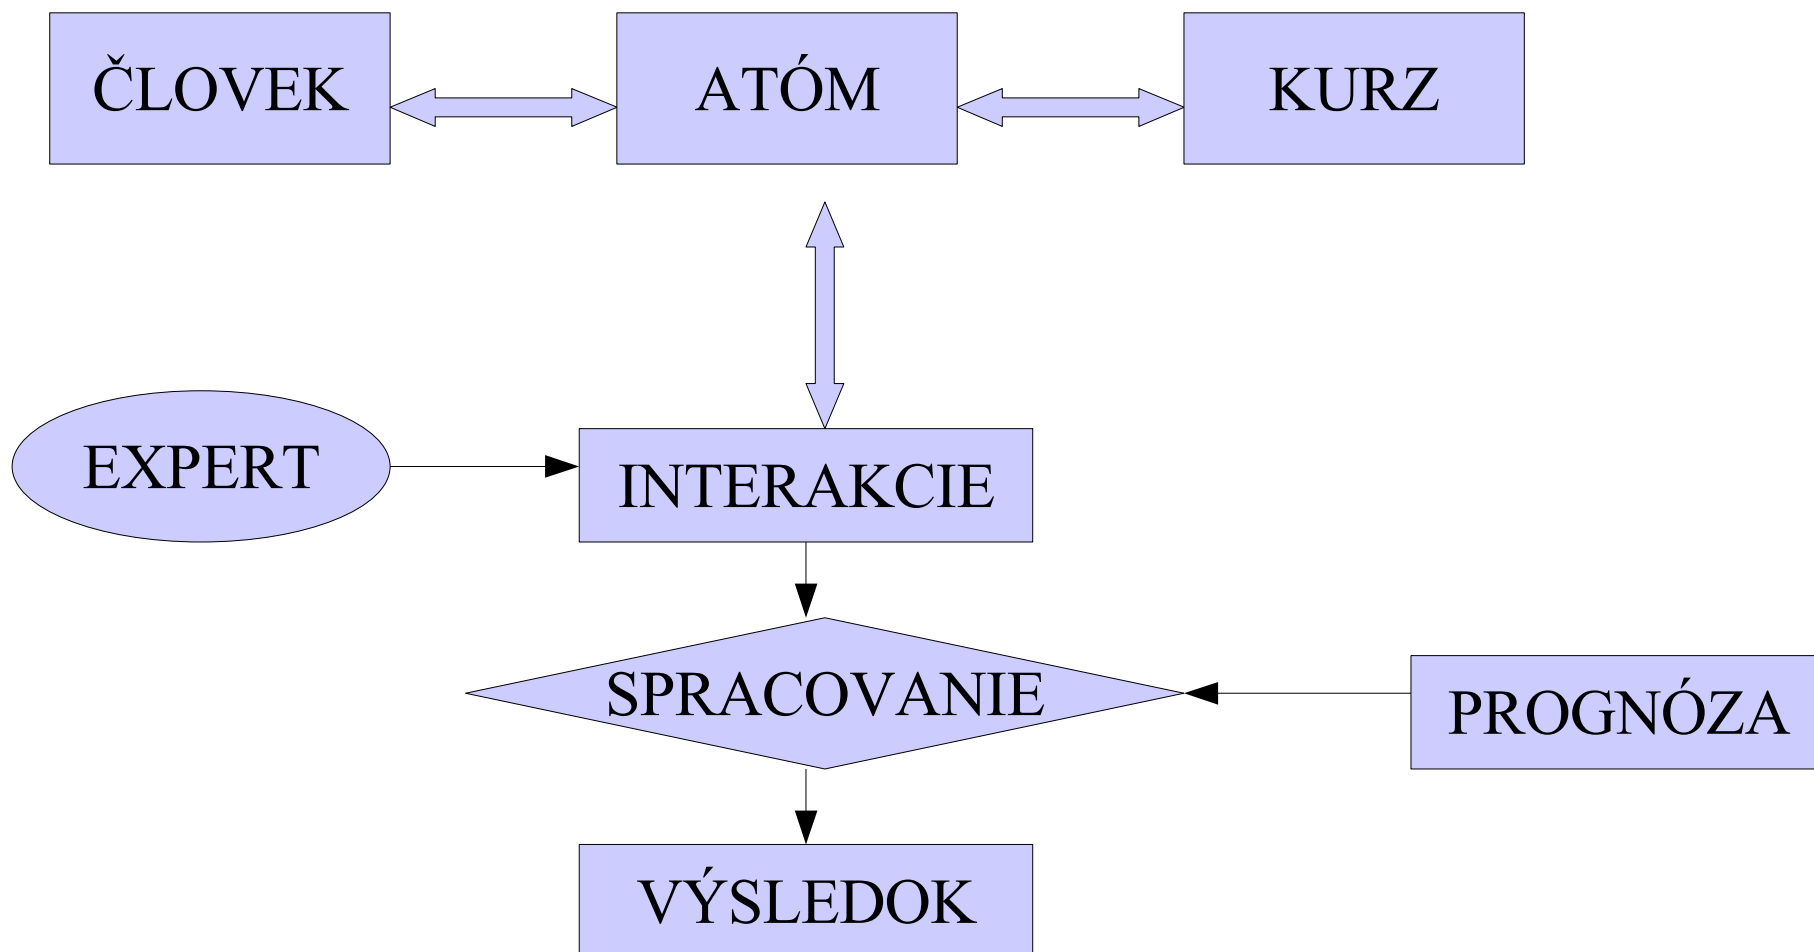 ČLOVEK
ATÓM
KURZ
EXPERT
INTERAKCIE
SPRACOVANIE
PROGNÓZA
VÝSLEDOK